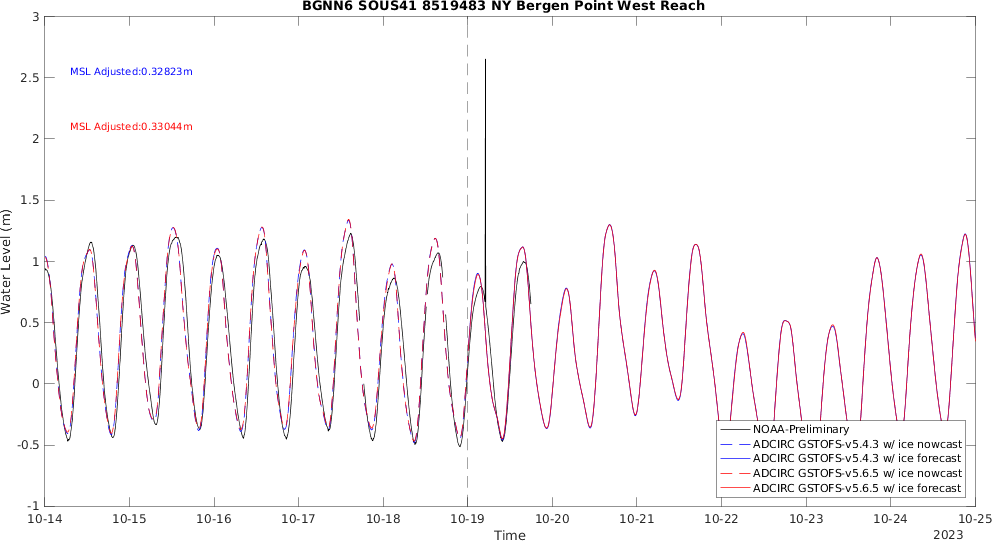 BGNN6 SOUS41 8519483 NY Bergen Point West Reach
3
2.5
2
1.5
1
0.5
0
-0.5
-1
Water Level (m)
MSL Adjusted:0.32823m
MSL Adjusted:0.33044m
NOAA-Preliminary
ADCIRC GSTOFS-v5.4.3 w/ ice nowcast
ADCIRC GSTOFS-v5.4.3 w/ ice forecast
ADCIRC GSTOFS-v5.6.5 w/ ice nowcast
ADCIRC GSTOFS-v5.6.5 w/ ice forecast
10-14 10-15 10-16 10-17 10-18 10-19 10-20 10-21 10-22 10-23 10-24 10-25
Time
2023